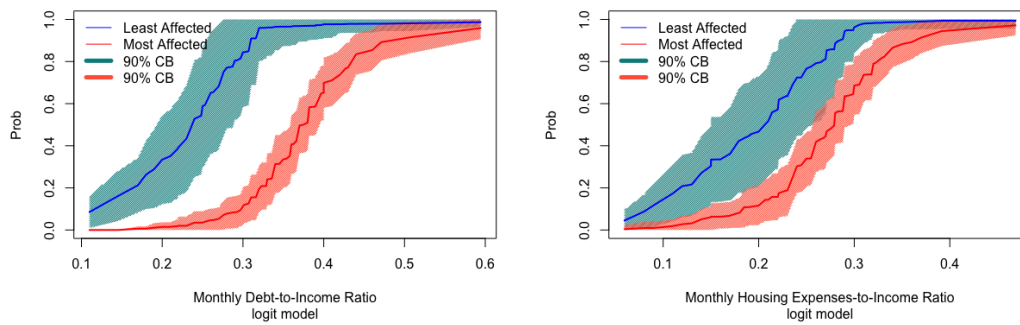 Least Affected
Most Affected
90% CB
90% CB
Prob
0.0 0.2 0.4 0.6 0.8 1.0
0.1 0.2 0.3 0.4 0.5 0.6
Monthly Debt-to-Income Ratio
logit model
Least Affected
Most Affected
90% CB
90% CB
Prob
0.0 0.2 0.4 0.6 0.8 1.0
0.1 0.2 0.3 0.4
Monthly Housing Expenses-to-Income Ratio
logit model